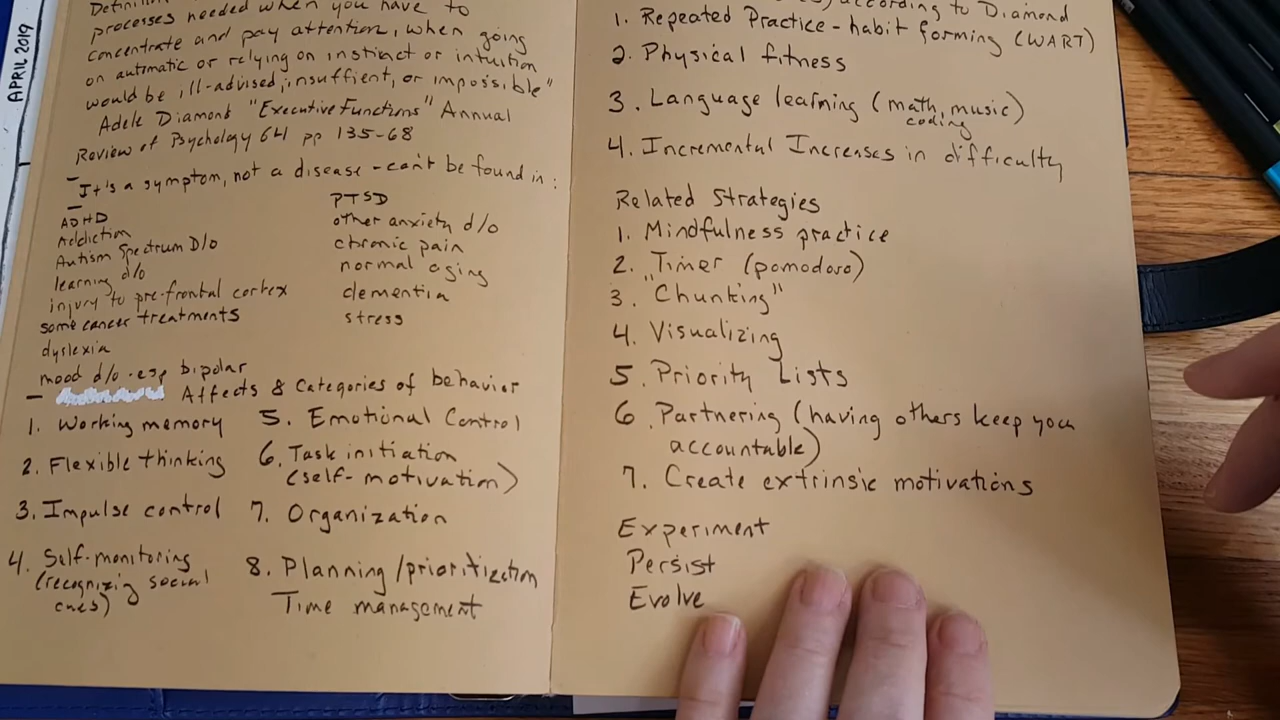 APRIL 2019
processes needed when you have to
concentrate and pay attention, when going
on automatic or relying on instinct or intuition
would be ill-advised, insufficient, or impossible"
Adele Diamond "Executive Functions" Annual
Review of Psychology 64 pp 135-68
- It's a symptom, not a disease - can't be found in :
ADHD
Addiction
Autism Spectrum D/o
learning d/o
injury to pre-frontal cortex
some cancer treatments
dyslexia
mood d/o - esp bipolar
PTSD
other anxiety d/o
chronic pain
normal aging
dementia
stress
- Affects 8 Categories of behavior
1. Working memory
2. Flexible thinking
3. Impulse control
4. Self-monitoring
(recognizing social
cues)
5. Emotional Control
6. Task initiation
(self-motivation)
7. Organization
8. Planning/prioritization
Time management
according to Diamond
1. Repeated Practice - habit forming (WART)
2. Physical fitness
3. Language learning (math, music)
coding
4. Incremental Increases in difficulty
Related Strategies
1. Mindfulness practice
2. Timer (pomodoro)
3. "Chunking"
4. Visualizing
5. Priority Lists
6. Partnering (having others keep you
accountable)
7. Create extrinsic motivations
Experiment
Persist
Evolve